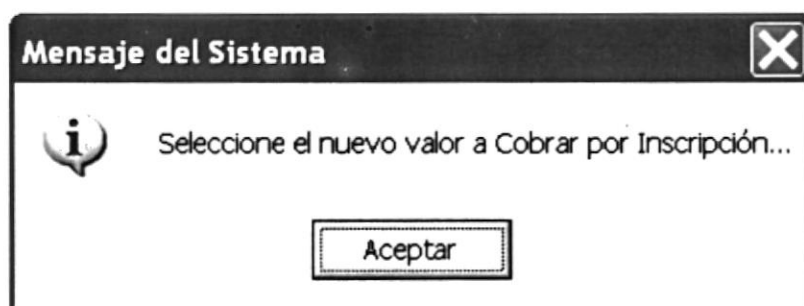 Mensaje del Sistema
Seleccione el nuevo valor a Cobrar por Inscripción...
Aceptar